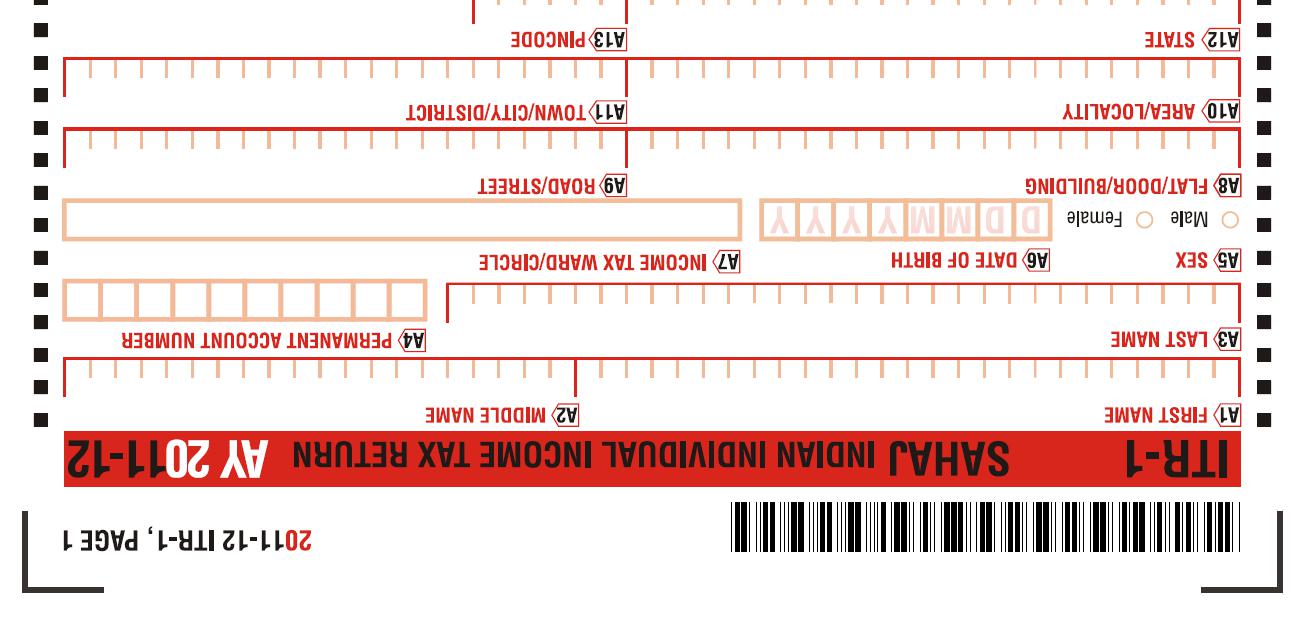 2011-12 ITR-1, PAGE 1
ITR-1 SAHAJ INDIAN INDIVIDUAL INCOME TAX RETURN AY 2011-12
A1 FIRST NAME A2 MIDDLE NAME
A3 LAST NAME A4 PERMANENT ACCOUNT NUMBER
A5 SEX A6 DATE OF BIRTH A7 INCOME TAX WARD/CIRCLE
Male Female D D M M Y Y Y Y
A8 FLAT/DOOR/BUILDING A9 ROAD/STREET
A10 AREA/LOCALITY A11 TOWN/CITY/DISTRICT
A12 STATE A13 PINCODE